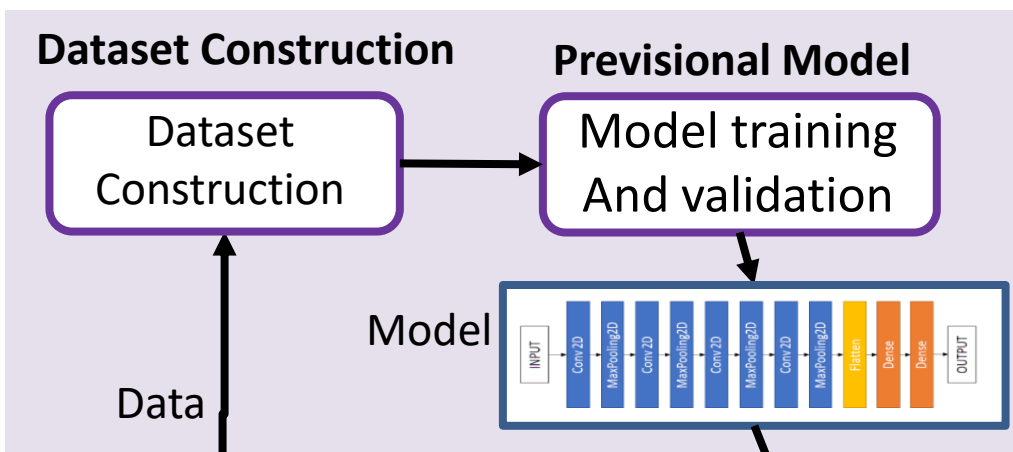 Dataset Construction
Previsional Model
Dataset
Construction
Model training
And validation
Model
INPUT
Conv 2D
MaxPooling2D
Conv 2D
MaxPooling2D
Conv 2D
MaxPooling2D
Conv 2D
MaxPooling2D
Flatten
Dense
Dense
OUTPUT
Data